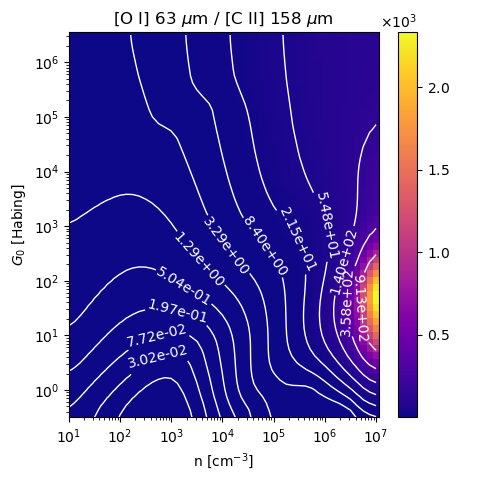 [O I] 63 μm / [C II] 158 μm
×10³
10⁶
10⁵
10⁴
10³
10²
10¹
10⁰
G₀ [Habing]
10¹
10²
10³
10⁴
10⁵
10⁶
10⁷
n [cm⁻³]
2.0
1.5
1.0
0.5
1.29e+00
3.29e+00
8.40e+00
2.15e+01
5.48e+01
1.40e+02
3.58e+02
9.13e+02
5.04e-01
1.97e-01
7.72e-02
3.02e-02